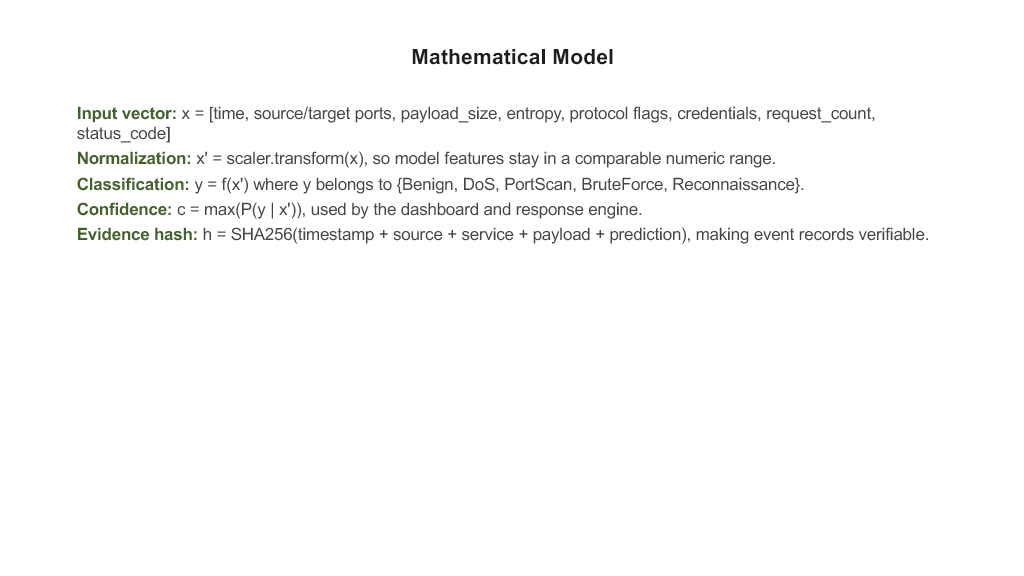 Mathematical Model
Input vector: x = [time, source/target ports, payload_size, entropy, protocol flags, credentials, request_count,
status_code]
Normalization: x' = scaler.transform(x), so model features stay in a comparable numeric range.
Classification: y = f(x') where y belongs to {Benign, DoS, PortScan, BruteForce, Reconnaissance}.
Confidence: c = max(P(y | x')), used by the dashboard and response engine.
Evidence hash: h = SHA256(timestamp + source + service + payload + prediction), making event records verifiable.